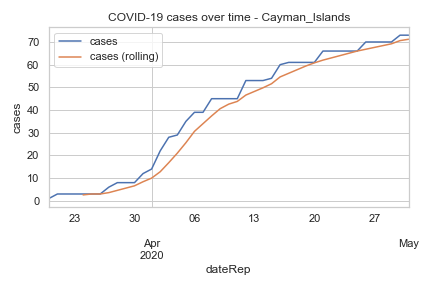 COVID-19 cases over time - Cayman_Islands
cases
cases (rolling)
cases
70
60
50
40
30
20
10
0
23
30
06
13
20
27
Apr
2020
May
dateRep